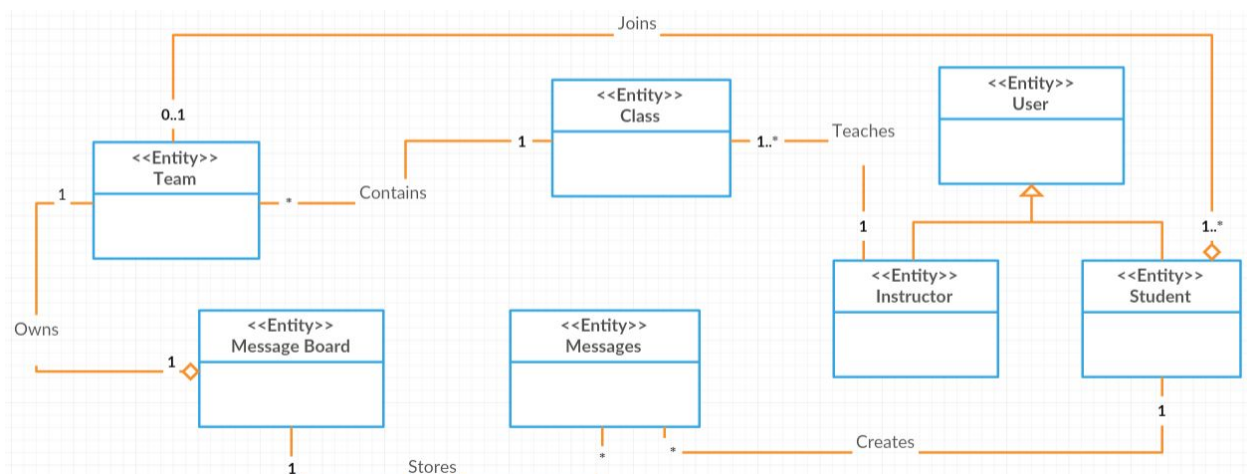 Joins
<<Entity>>
User
<<Entity>>
Class
0..1
1
1..*
Teaches
<<Entity>>
Team
1
*
Contains
1
1..*
<<Entity>>
Instructor
<<Entity>>
Student
Owns
<<Entity>>
Message Board
<<Entity>>
Messages
1
1
Creates
*
*
1
Stores